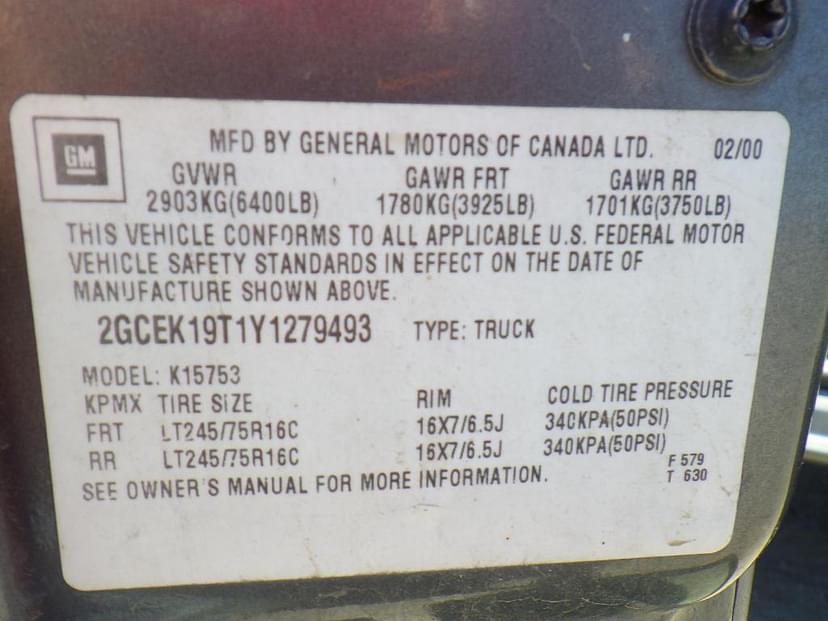 GM
MFD BY GENERAL MOTORS OF CANADA LTD. 02/00
GVWR GAWR FRT GAWR RR
2903KG(6400LB) 1780KG(3925LB) 1701KG(3750LB)
THIS VEHICLE CONFORMS TO ALL APPLICABLE U.S. FEDERAL MOTOR
VEHICLE SAFETY STANDARDS IN EFFECT ON THE DATE OF
MANUFACTURE SHOWN ABOVE.
2GCEK19T1Y1279493 TYPE: TRUCK
MODEL: K15753
KPMX TIRE SIZE RIM COLD TIRE PRESSURE
FRT LT245/75R16C 16X7/6.5J 340KPA(50PSI)
RR LT245/75R16C 16X7/6.5J 340KPA(50PSI)
F 579
SEE OWNER'S MANUAL FOR MORE INFORMATION. T 630